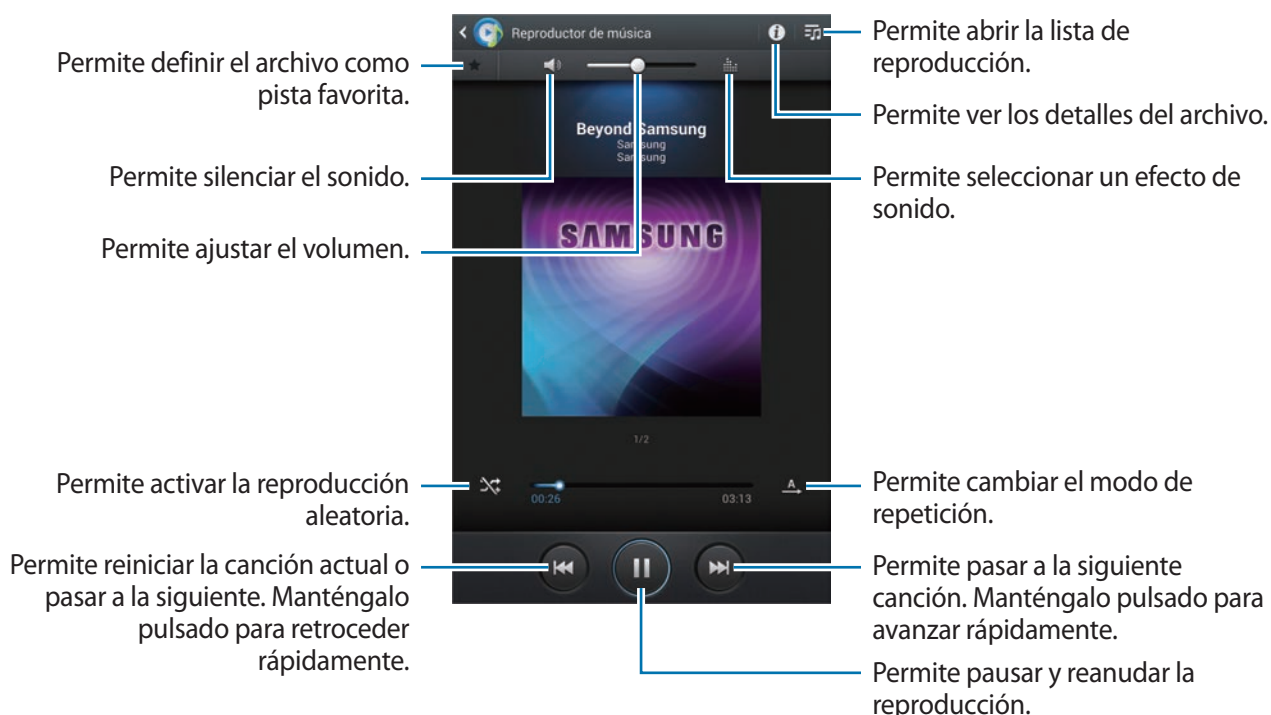 Reproductor de música
Permite definir el archivo como
pista favorita.
Permite silenciar el sonido.
Permite ajustar el volumen.
Permite activar la reproducción
aleatoria.
Permite reiniciar la canción actual o
pasar a la siguiente. Manténgalo
pulsado para retroceder
rápidamente.
Beyond Samsung
Samsung
Samsung
SAMSUNG
1/2
00:26
03:13
A
Permite abrir la lista de
reproducción.
Permite ver los detalles del archivo.
Permite seleccionar un efecto de
sonido.
Permite cambiar el modo de
repetición.
Permite pasar a la siguiente
canción. Manténgalo pulsado para
avanzar rápidamente.
Permite pausar y reanudar la
reproducción.